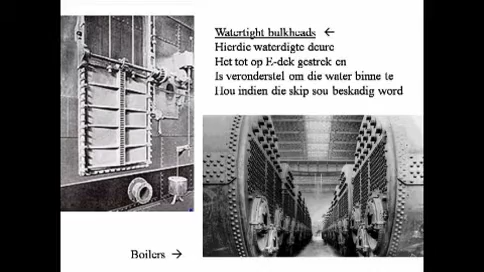 Watertight bulkheads ←
Hierdie waterdigte deure
Het tot op E-dek gestrek en
Is veronderstel om die water binne te
Hou indien die skip sou beskadig word
Boilers →